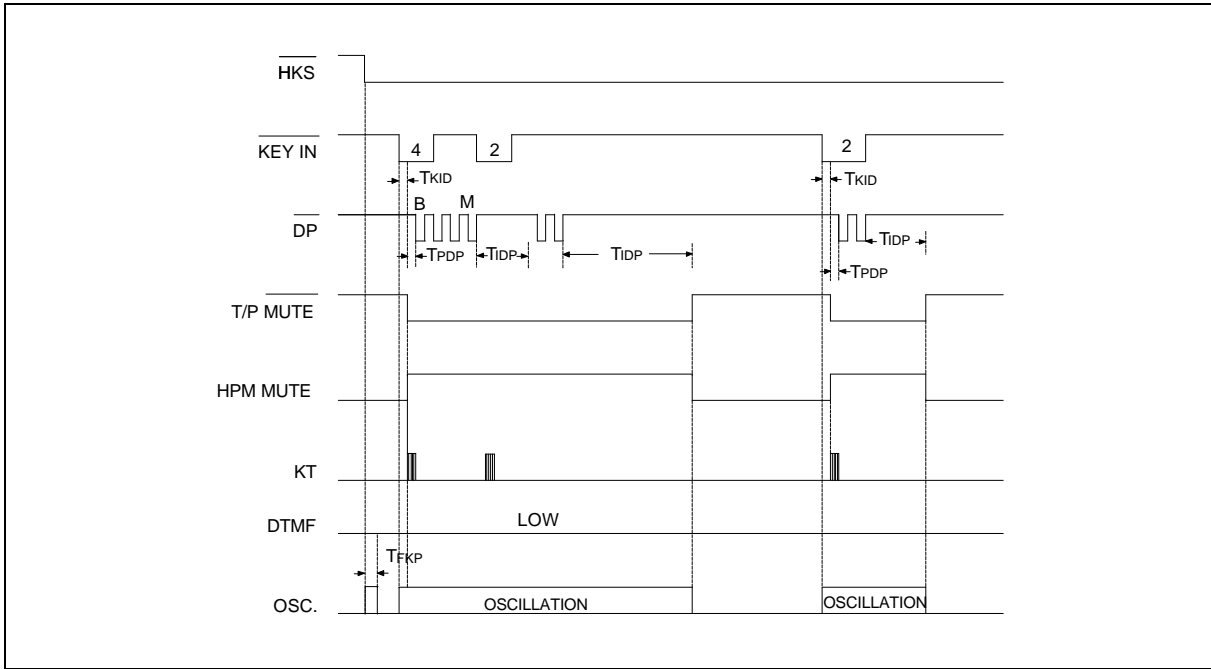 HKS
KEY IN
4
2
2
TKID
TKID
B
M
DP
TPDP
TIDP
TIDP
TIDP
TPDP
T/P MUTE
HPM MUTE
KT
DTMF
LOW
TFKP
OSC.
OSCILLATION
OSCILLATION